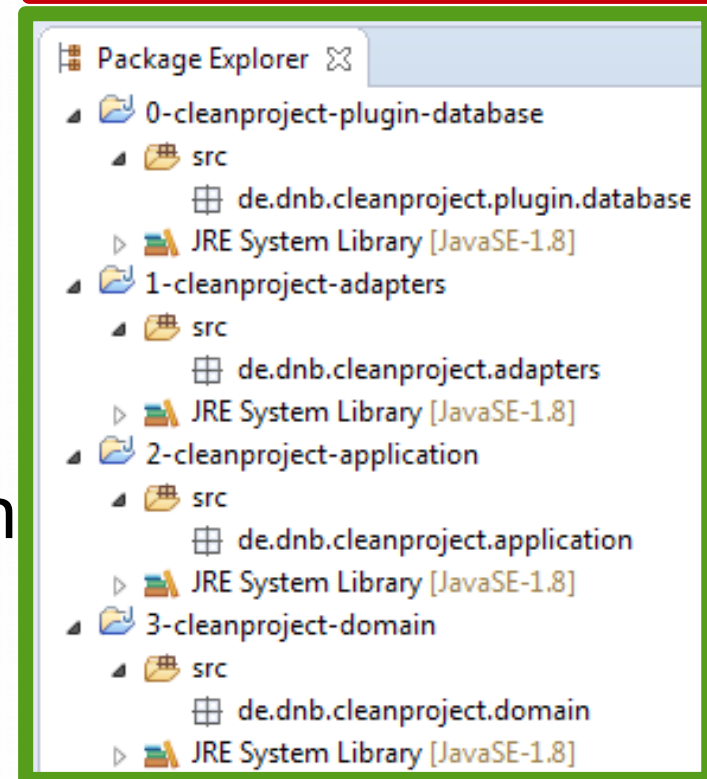 Package Explorer
0-cleanproject-plugin-database
src
de.dnb.cleanproject.plugin.database
JRE System Library [JavaSE-1.8]
1-cleanproject-adapters
src
de.dnb.cleanproject.adapters
JRE System Library [JavaSE-1.8]
2-cleanproject-application
src
n de.dnb.cleanproject.application
JRE System Library [JavaSE-1.8]
3-cleanproject-domain
src
de.dnb.cleanproject.domain
JRE System Library [JavaSE-1.8]